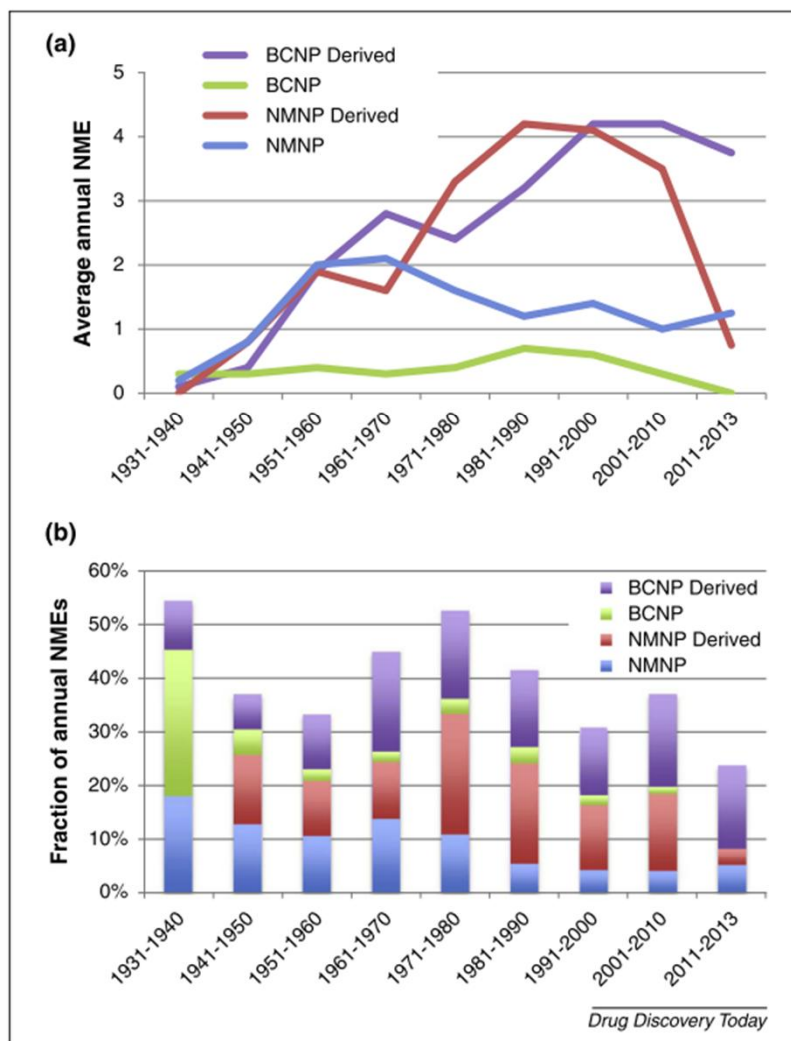 (a)
BCNP Derived
BCNP
NMNP Derived
NMNP
Average annual NME
5
4
3
2
1
0
1931-1940
1941-1950
1951-1960
1961-1970
1971-1980
1981-1990
1991-2000
2001-2010
2011-2013
(b)
Fraction of annual NMEs
60%
50%
40%
30%
20%
10%
0%
BCNP Derived
BCNP
NMNP Derived
NMNP
1931-1940
1941-1950
1951-1960
1961-1970
1971-1980
1981-1990
1991-2000
2001-2010
2011-2013
Drug Discovery Today